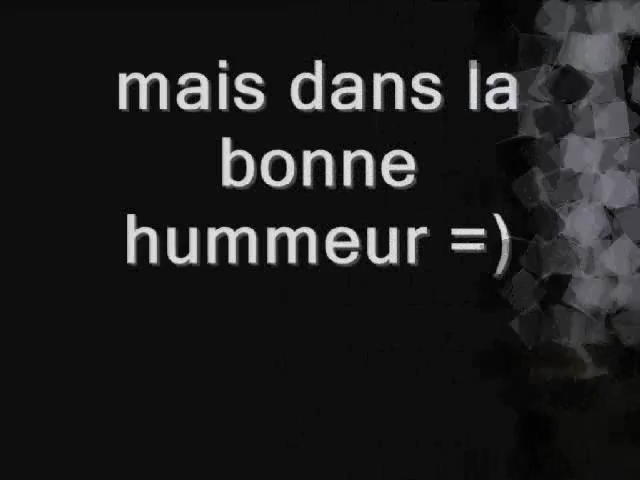 mais dans la
bonne
hummeur =)